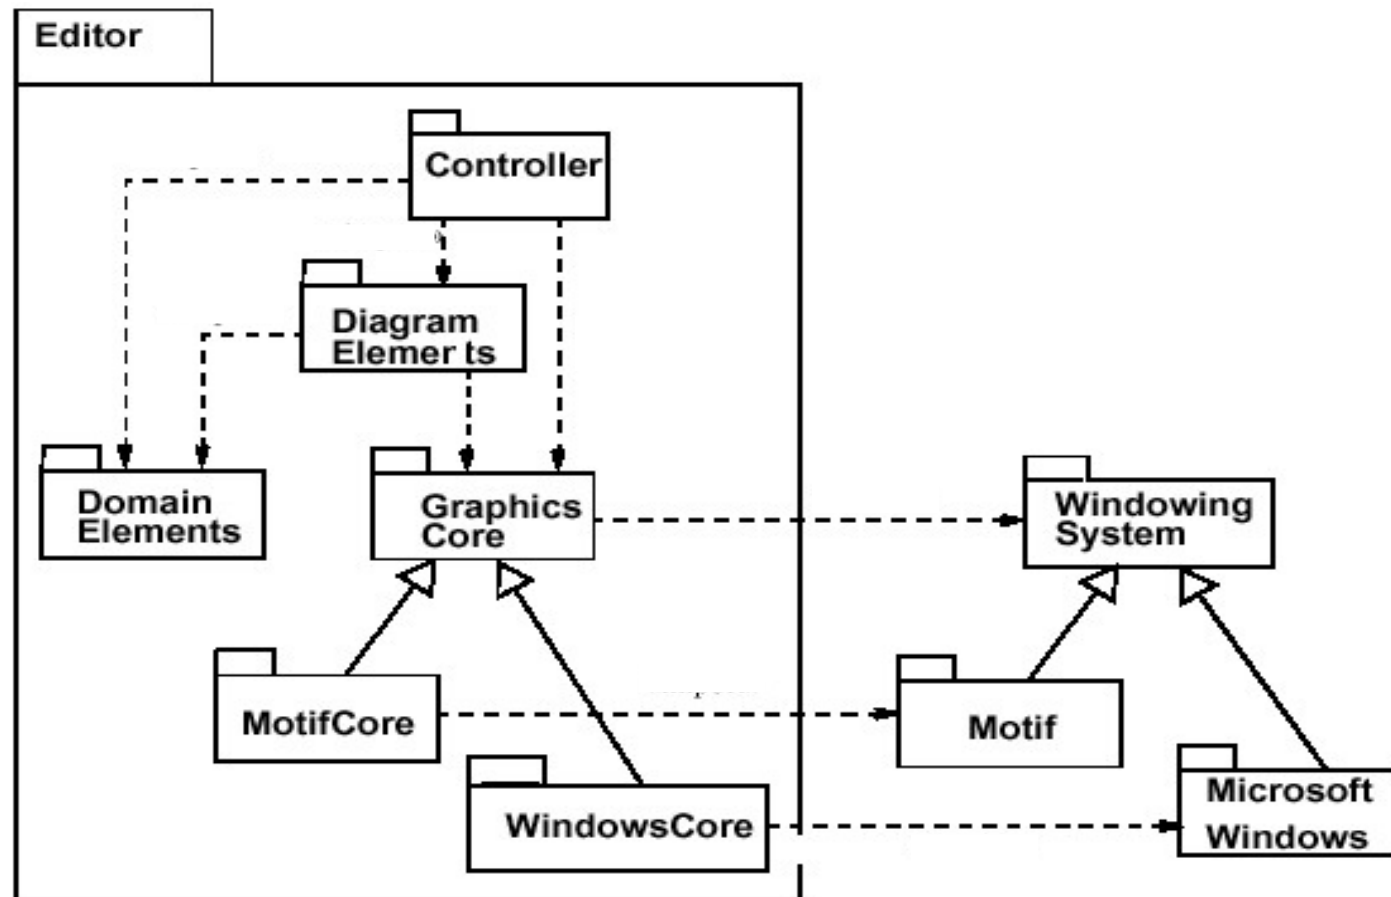 Editor
Controller
Diagram
Elemer ts
Domain
Elements
Graphics
Core
Windowing
System
MotifCore
Motif
WindowsCore
Microsoft
Windows